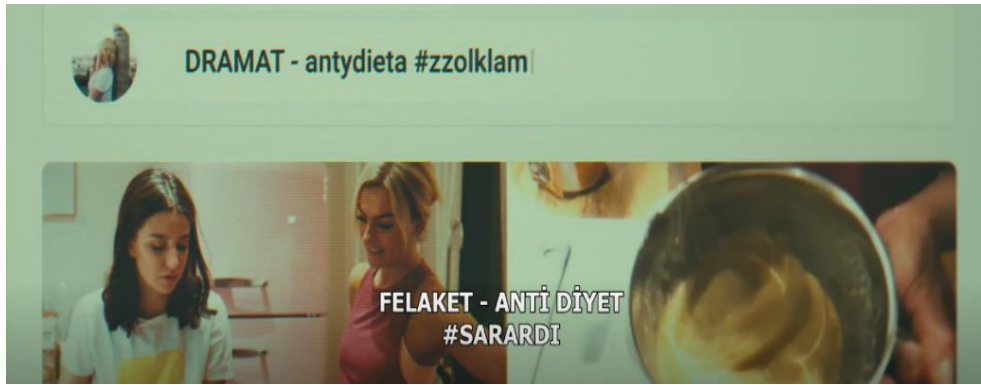 DRAMAT - antydieta #zzolklam
FELAKET - ANTİ DİYET
#SARARDI